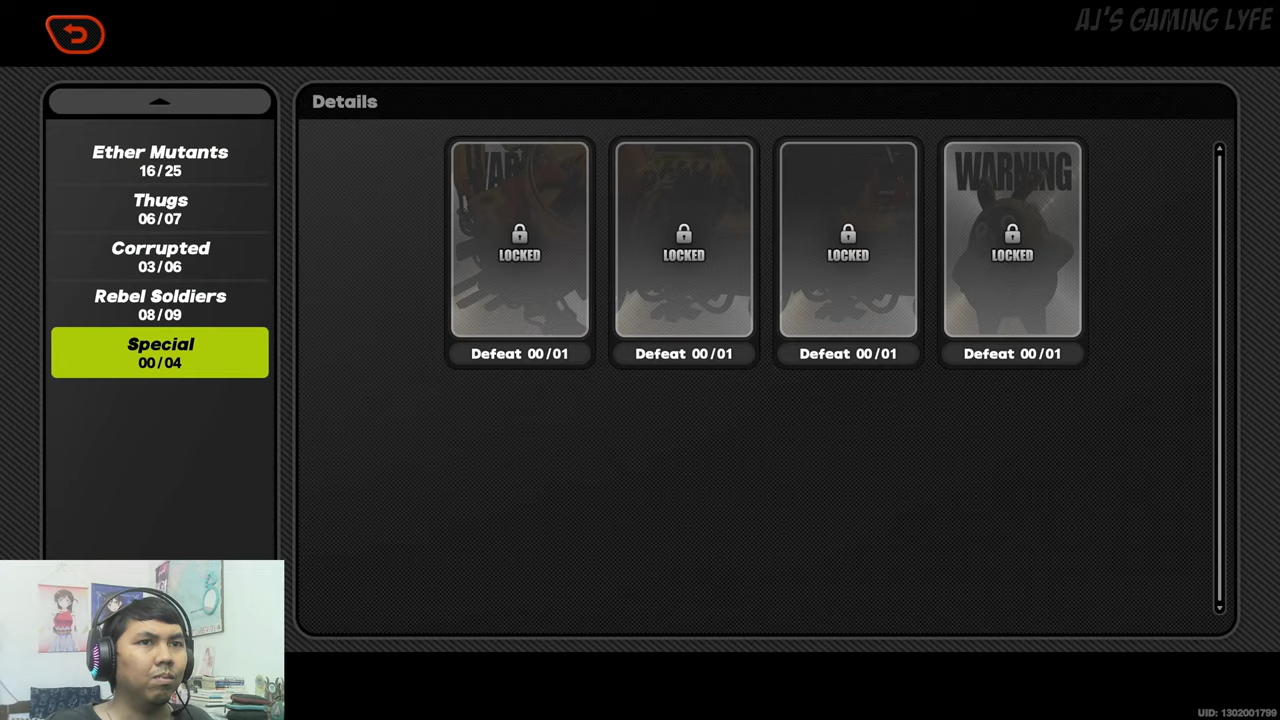 AJ'S GAMING LYFE
Details
Ether Mutants
16/25
Thugs
06/07
Corrupted
03/06
Rebel Soldiers
08/09
Special
00/04
WARNING
LOCKED
LOCKED
LOCKED
LOCKED
Defeat 00/01
Defeat 00/01
Defeat 00/01
Defeat 00/01
UID: 1302001799